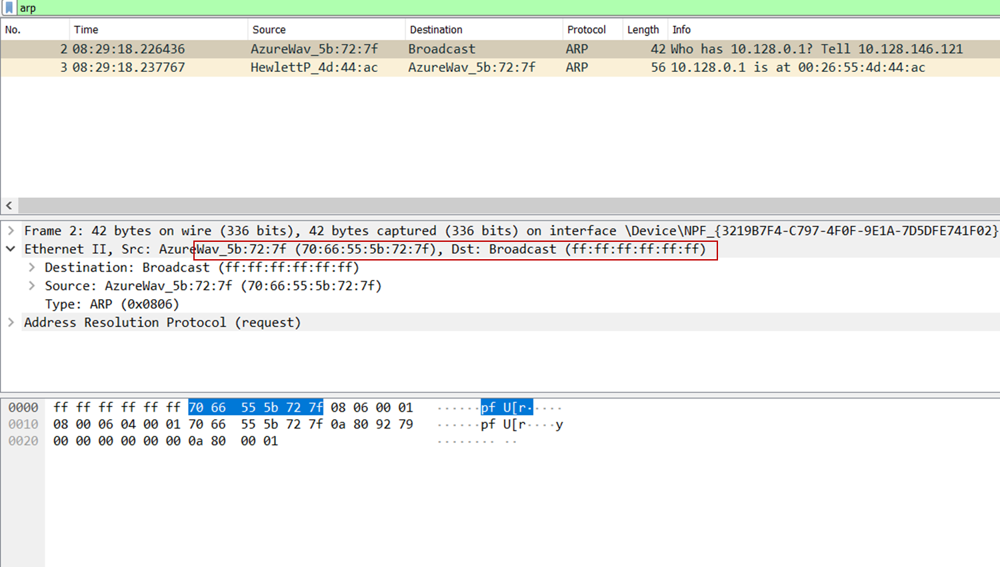 arp
No. Time Source Destination Protocol Length Info
2 08:29:18.226436 AzureWav_5b:72:7f Broadcast ARP 42 Who has 10.128.0.1? Tell 10.128.146.121
3 08:29:18.237767 HewlettP_4d:44:ac AzureWav_5b:72:7f ARP 56 10.128.0.1 is at 00:26:55:4d:44:ac
Frame 2: 42 bytes on wire (336 bits), 42 bytes captured (336 bits) on interface \Device\NPF_{3219B7F4-C797-4F0F-9E1A-7D5DFE741F02}
Ethernet II, Src: AzureWav_5b:72:7f (70:66:55:5b:72:7f), Dst: Broadcast (ff:ff:ff:ff:ff:ff)
Destination: Broadcast (ff:ff:ff:ff:ff:ff)
Source: AzureWav_5b:72:7f (70:66:55:5b:72:7f)
Type: ARP (0x0806)
Address Resolution Protocol (request)
0000 ff ff ff ff ff ff 70 66 55 5b 72 7f 08 06 00 01 ······pf U[r·····
0010 08 00 06 04 00 01 70 66 55 5b 72 7f 0a 80 92 79 ······pf U[r····y
0020 00 00 00 00 00 00 0a 80 00 01 ········ ··